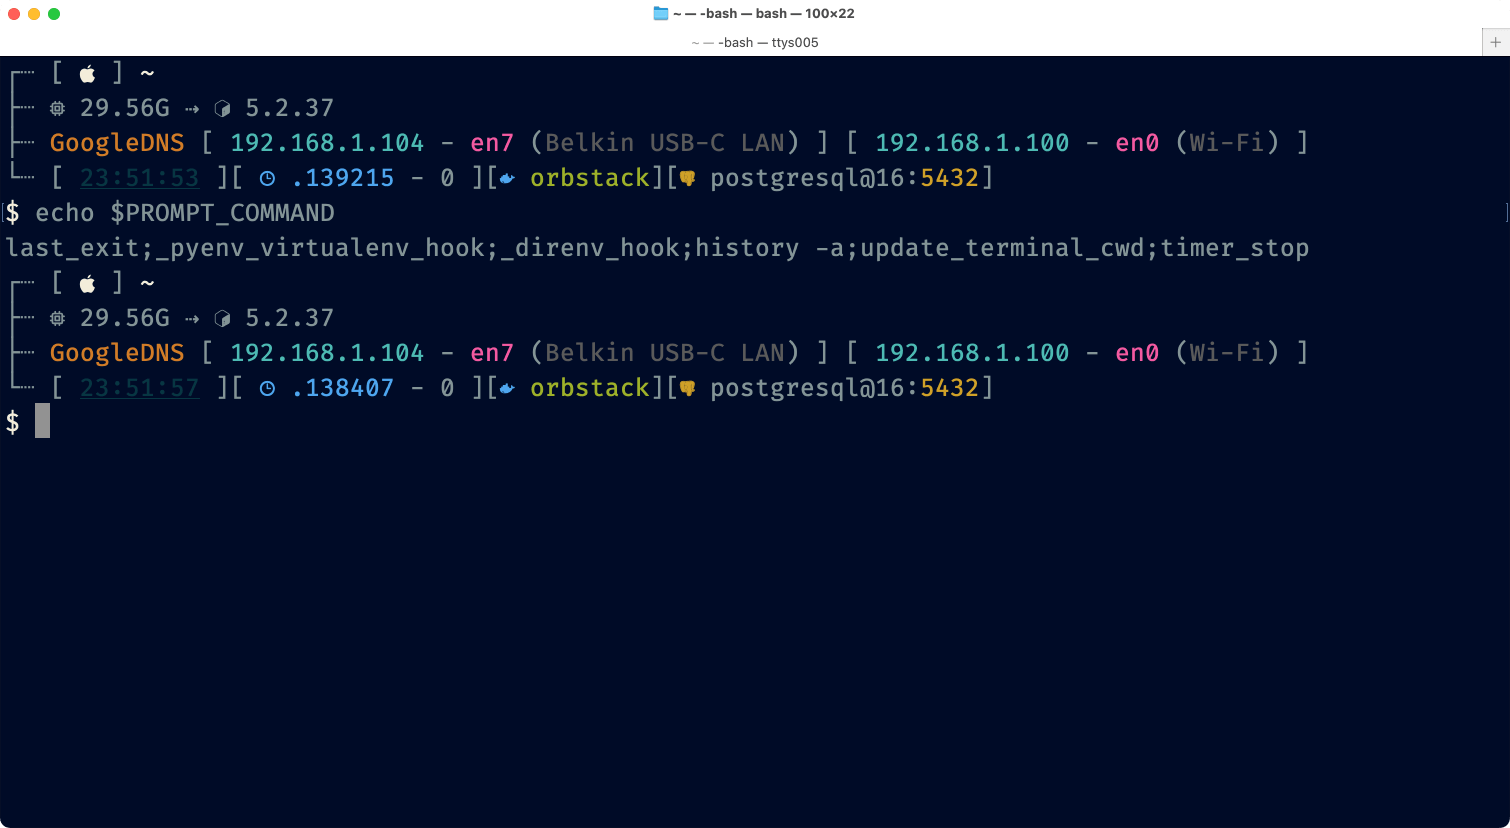 ~ — -bash — bash — 100×22
~ — -bash — ttys005
[  ] ~
29.56G ⇢ 5.2.37
GoogleDNS [ 192.168.1.104 - en7 (Belkin USB-C LAN) ] [ 192.168.1.100 - en0 (Wi-Fi) ]
[ 23:51:53 ][ .139215 - 0 ][ orbstack][ postgresql@16:5432]
$ echo $PROMPT_COMMAND
last_exit;_pyenv_virtualenv_hook;_direnv_hook;history -a;update_terminal_cwd;timer_stop
[  ] ~
29.56G ⇢ 5.2.37
GoogleDNS [ 192.168.1.104 - en7 (Belkin USB-C LAN) ] [ 192.168.1.100 - en0 (Wi-Fi) ]
[ 23:51:57 ][ .138407 - 0 ][ orbstack][ postgresql@16:5432]
$